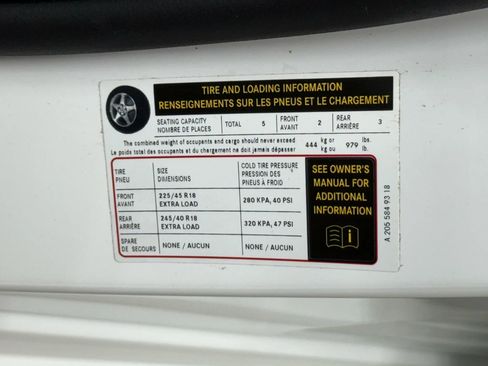 TIRE AND LOADING INFORMATION
RENSEIGNEMENTS SUR LES PNEUS ET LE CHARGEMENT
SEATING CAPACITY
NOMBRE DE PLACES
TOTAL 5
FRONT
AVANT
2
REAR
ARRIÈRE
3
The combined weight of occupants and cargo should never exceed
Le poids total des occupants et du chargement ne doit jamais dépasser
444 kg or
kg ou
979 lbs.
lb.
TIRE
PNEU
SIZE
DIMENSIONS
COLD TIRE PRESSURE
PRESSION DES
PNEUS À FROID
FRONT
AVANT
225/45 R18
EXTRA LOAD
280 KPA, 40 PSI
REAR
ARRIÈRE
245/40 R18
EXTRA LOAD
320 KPA, 47 PSI
SPARE
DE SECOURS
NONE / AUCUN
NONE / AUCUN
SEE OWNER'S
MANUAL FOR
ADDITIONAL
INFORMATION
A 205 584 93 18